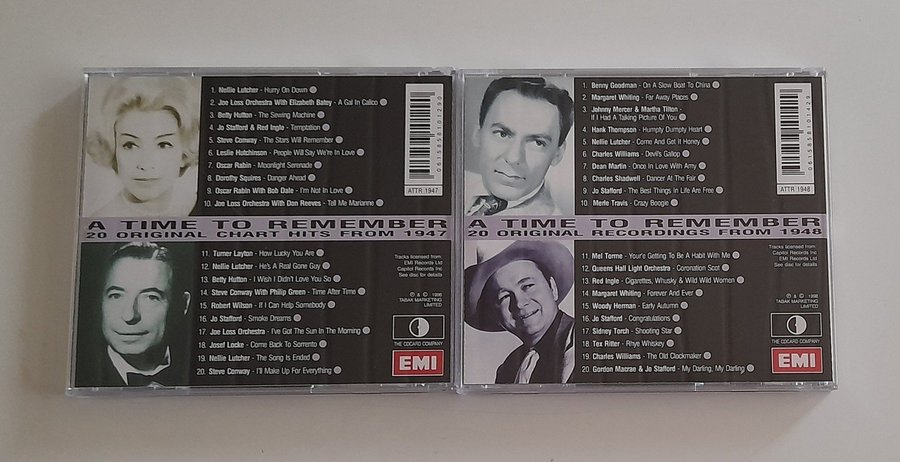 1. Nellie Lutcher - Hurry On Down
2. Joe Loss Orchestra With Elizabeth Batey - A Gal In Calico
3. Betty Hutton - The Sewing Machine
4. Jo Stafford & Red Ingle - Temptation
5. Steve Conway - The Stars Will Remember
6. Leslie Hutchinson - People Will Say We're In Love
7. Oscar Rabin - Moonlight Serenade
8. Dorothy Squires - Danger Ahead
9. Oscar Rabin With Bob Dale - I'm Not In Love
10. Joe Loss Orchestra With Don Reeves - Tell Me Marianne
0615858101290
ATTR 1947
A TIME TO REMEMBER
20 ORIGINAL CHART HITS FROM 1947
11. Turner Layton - How Lucky You Are
12. Nellie Lutcher - He's A Real Gone Guy
13. Betty Hutton - I Wish I Didn't Love You So
14. Steve Conway With Philip Green - Time After Time
15. Robert Wilson - If I Can Help Somebody
16. Jo Stafford - Smoke Dreams
17. Joe Loss Orchestra - I've Got The Sun In The Morning
18. Josef Locke - Come Back To Sorrento
19. Nellie Lutcher - The Song Is Ended
20. Steve Conway - I'll Make Up For Everything
Tracks licensed from:
EMI Records Ltd
Capitol Records Inc
See disc for details
℗ & © 1998
TABAK MARKETING
LIMITED
THE CDCARD COMPANY
EMI
1. Benny Goodman - On A Slow Boat To China
2. Margaret Whiting - Far Away Places
3. Johnny Mercer & Martha Tilton -
If I Had A Talking Picture Of You
4. Hank Thompson - Humpty Dumpty Heart
5. Nellie Lutcher - Come And Get It Honey
6. Charles Williams - Devil's Gallop
7. Dean Martin - Once In Love With Amy
8. Charles Shadwell - Dancer At The Fair
9. Jo Stafford - The Best Things In Life Are Free
10. Merle Travis - Crazy Boogie
0615858101429
ATTR 1948
A TIME TO REMEMBER
20 ORIGINAL RECORDINGS FROM 1948
11. Mel Torme - Your'e Getting To Be A Habit With Me
12. Queens Hall Light Orchestra - Coronation Scot
13. Red Ingle - Cigarettes, Whusky & Wild Wild Women
14. Margaret Whiting - Forever And Ever
15. Woody Herman - Early Autumn
16. Jo Stafford - Congratulations
17. Sidney Torch - Shooting Star
18. Tex Ritter - Rhye Whiskey
19. Charles Williams - The Old Clockmaker
20. Gordon Macrae & Jo Stafford - My Darling, My Darling
Tracks licensed from:
Capitol Records Inc
EMI Records Ltd
See disc for details
℗ & © 1998
TABAK MARKETING
LIMITED
THE CDCARD COMPANY
EMI